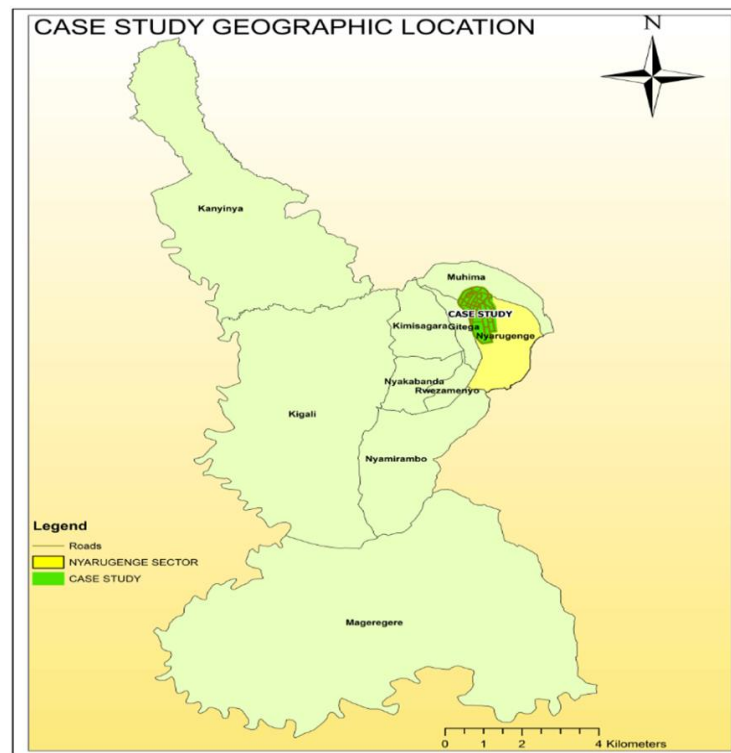 CASE STUDY GEOGRAPHIC LOCATION
N
Kanyinya
Muhima
CASE STUDY
Kimisagara
Gitega
Nyarugenge
Nyakabanda
Rwezamenyo
Kigali
Nyamirambo
Legend
Roads
NYARUGENGE SECTOR
CASE STUDY
Mageregere
0 1 2 4 Kilometers